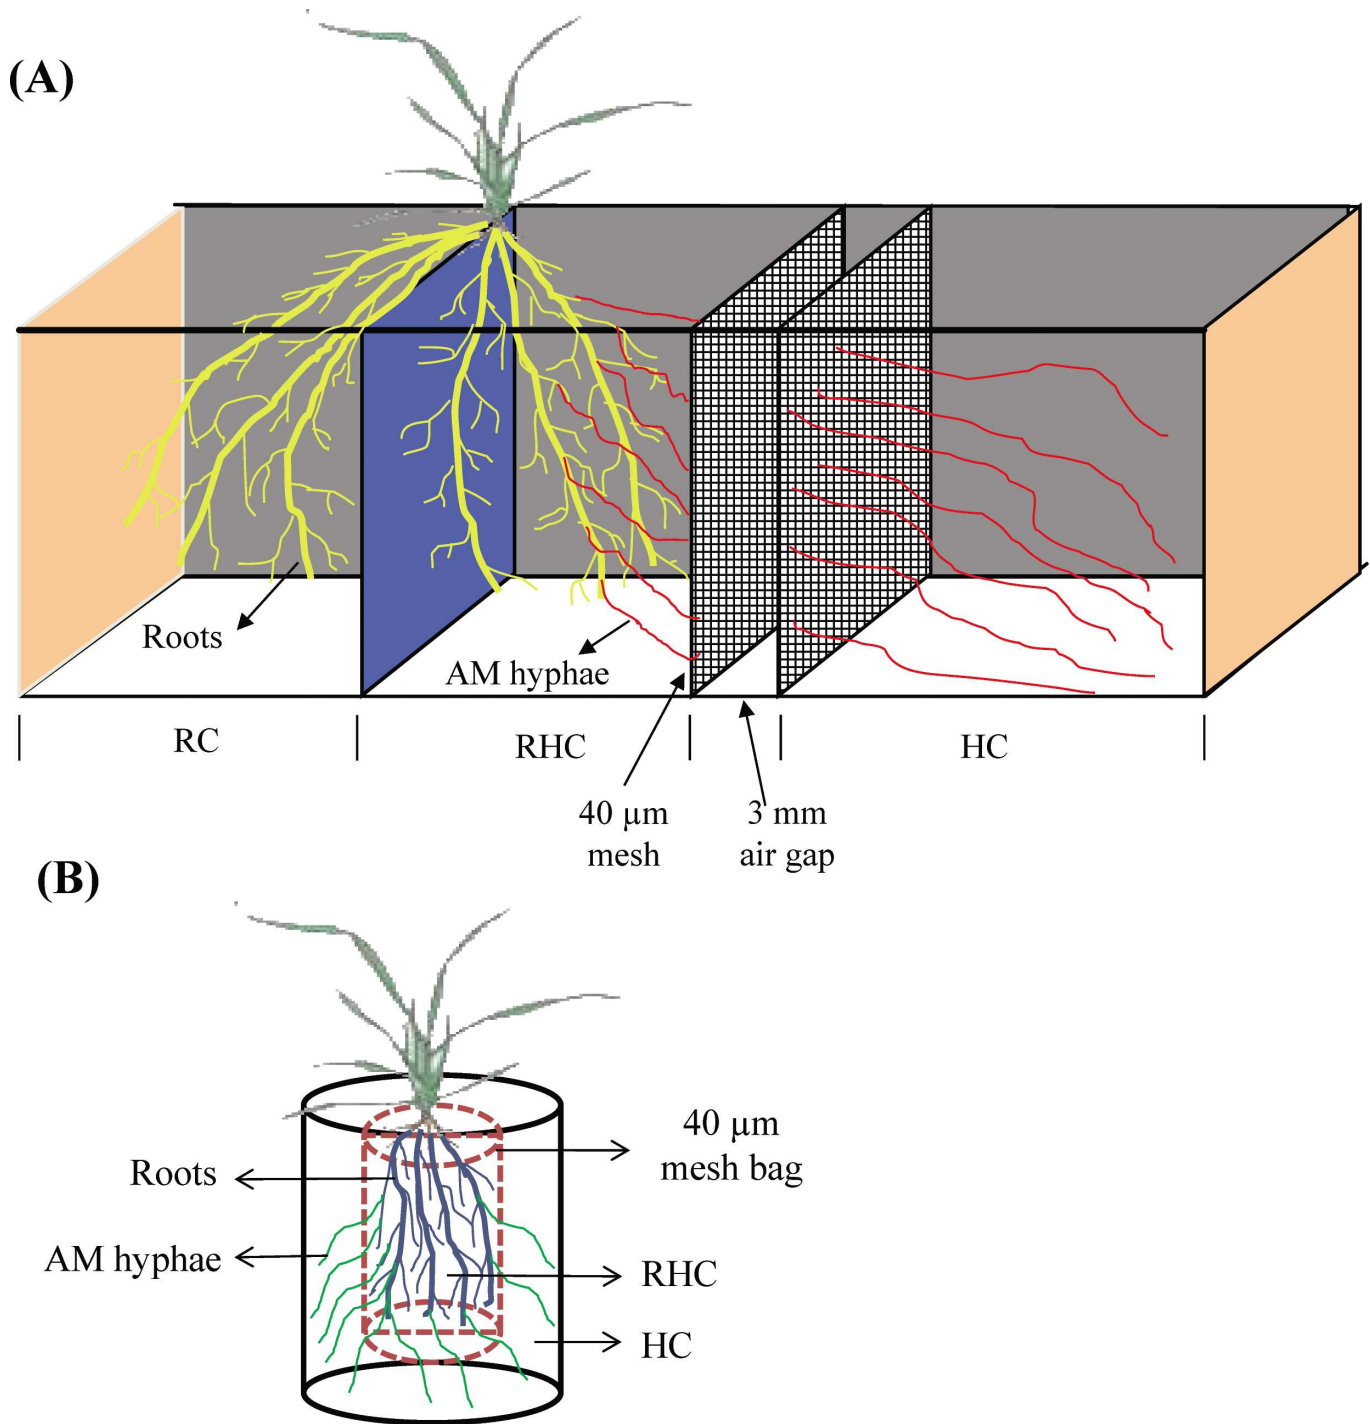 (A)
Roots
AM hyphae
RC
RHC
HC
40 µm
mesh
3 mm
air gap
(B)
40 µm
mesh bag
Roots
AM hyphae
RHC
HC